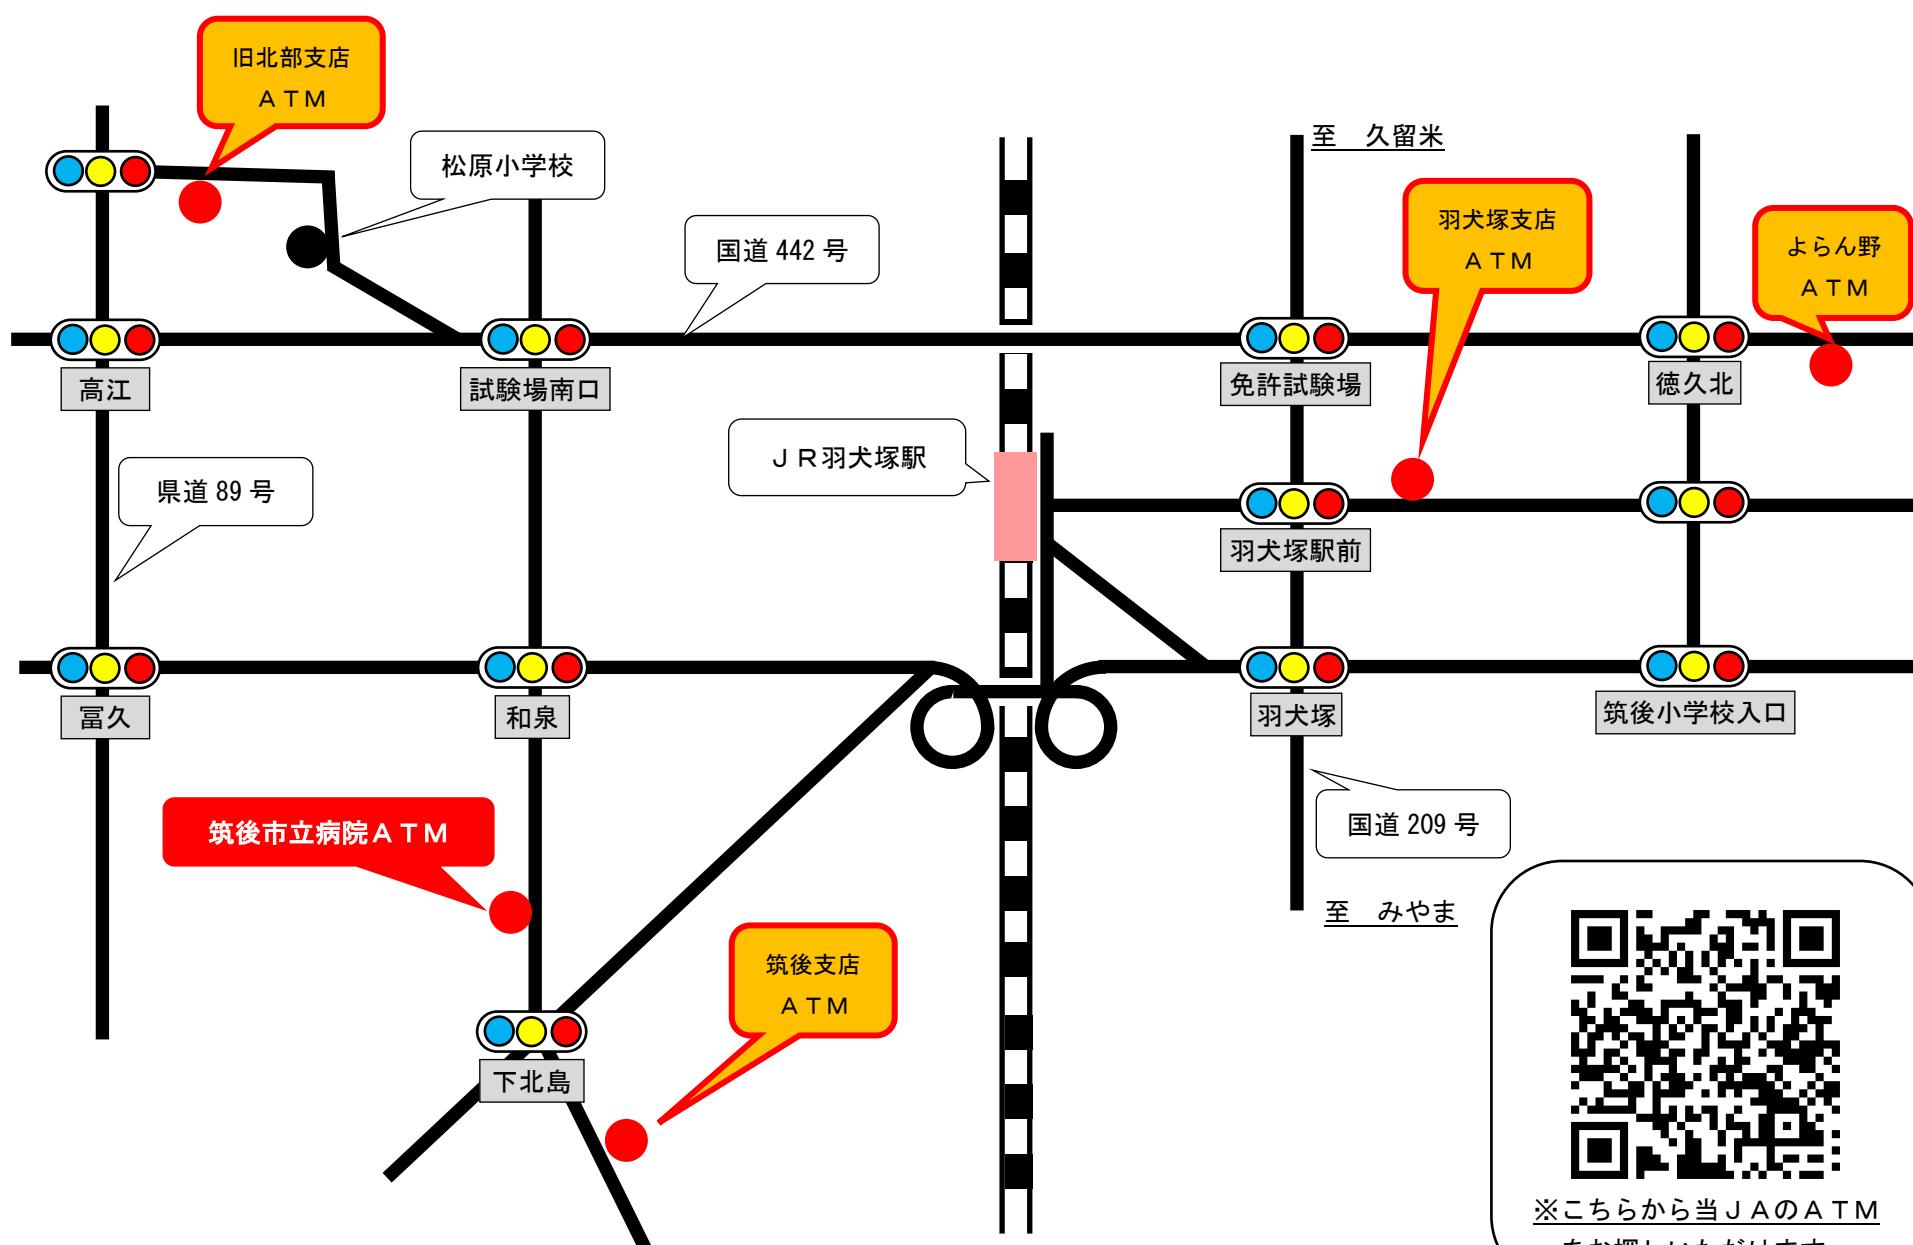 旧北部支店
ＡＴＭ
松原小学校
至　久留米
国道 442 号
羽犬塚支店
ＡＴＭ
よらん野
ＡＴＭ
高江
試験場南口
免許試験場
徳久北
ＪＲ羽犬塚駅
県道 89 号
羽犬塚駅前
冨久
和泉
羽犬塚
筑後小学校入口
筑後市立病院ＡＴＭ
国道 209 号
至　みやま
筑後支店
ＡＴＭ
下北島
※こちらから当ＪＡのＡＴＭ